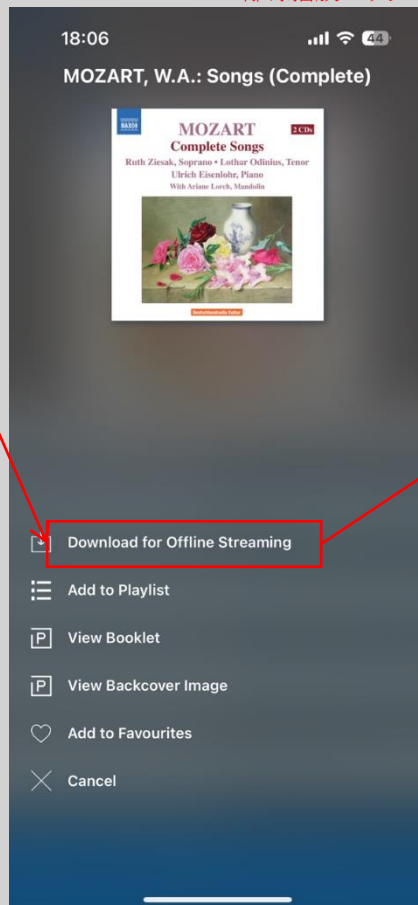 18:06
44
MOZART, W.A.: Songs (Complete)
NAXOS
MOZART
2 CDs
Complete Songs
Ruth Ziesak, Soprano • Lothar Odinius, Tenor
Ulrich Eisenlohr, Piano
With Ariane Lorch, Mandolin
Deutschlandradio Kultur
Download for Offline Streaming
Add to Playlist
P View Booklet
P View Backcover Image
Add to Favourites
Cancel